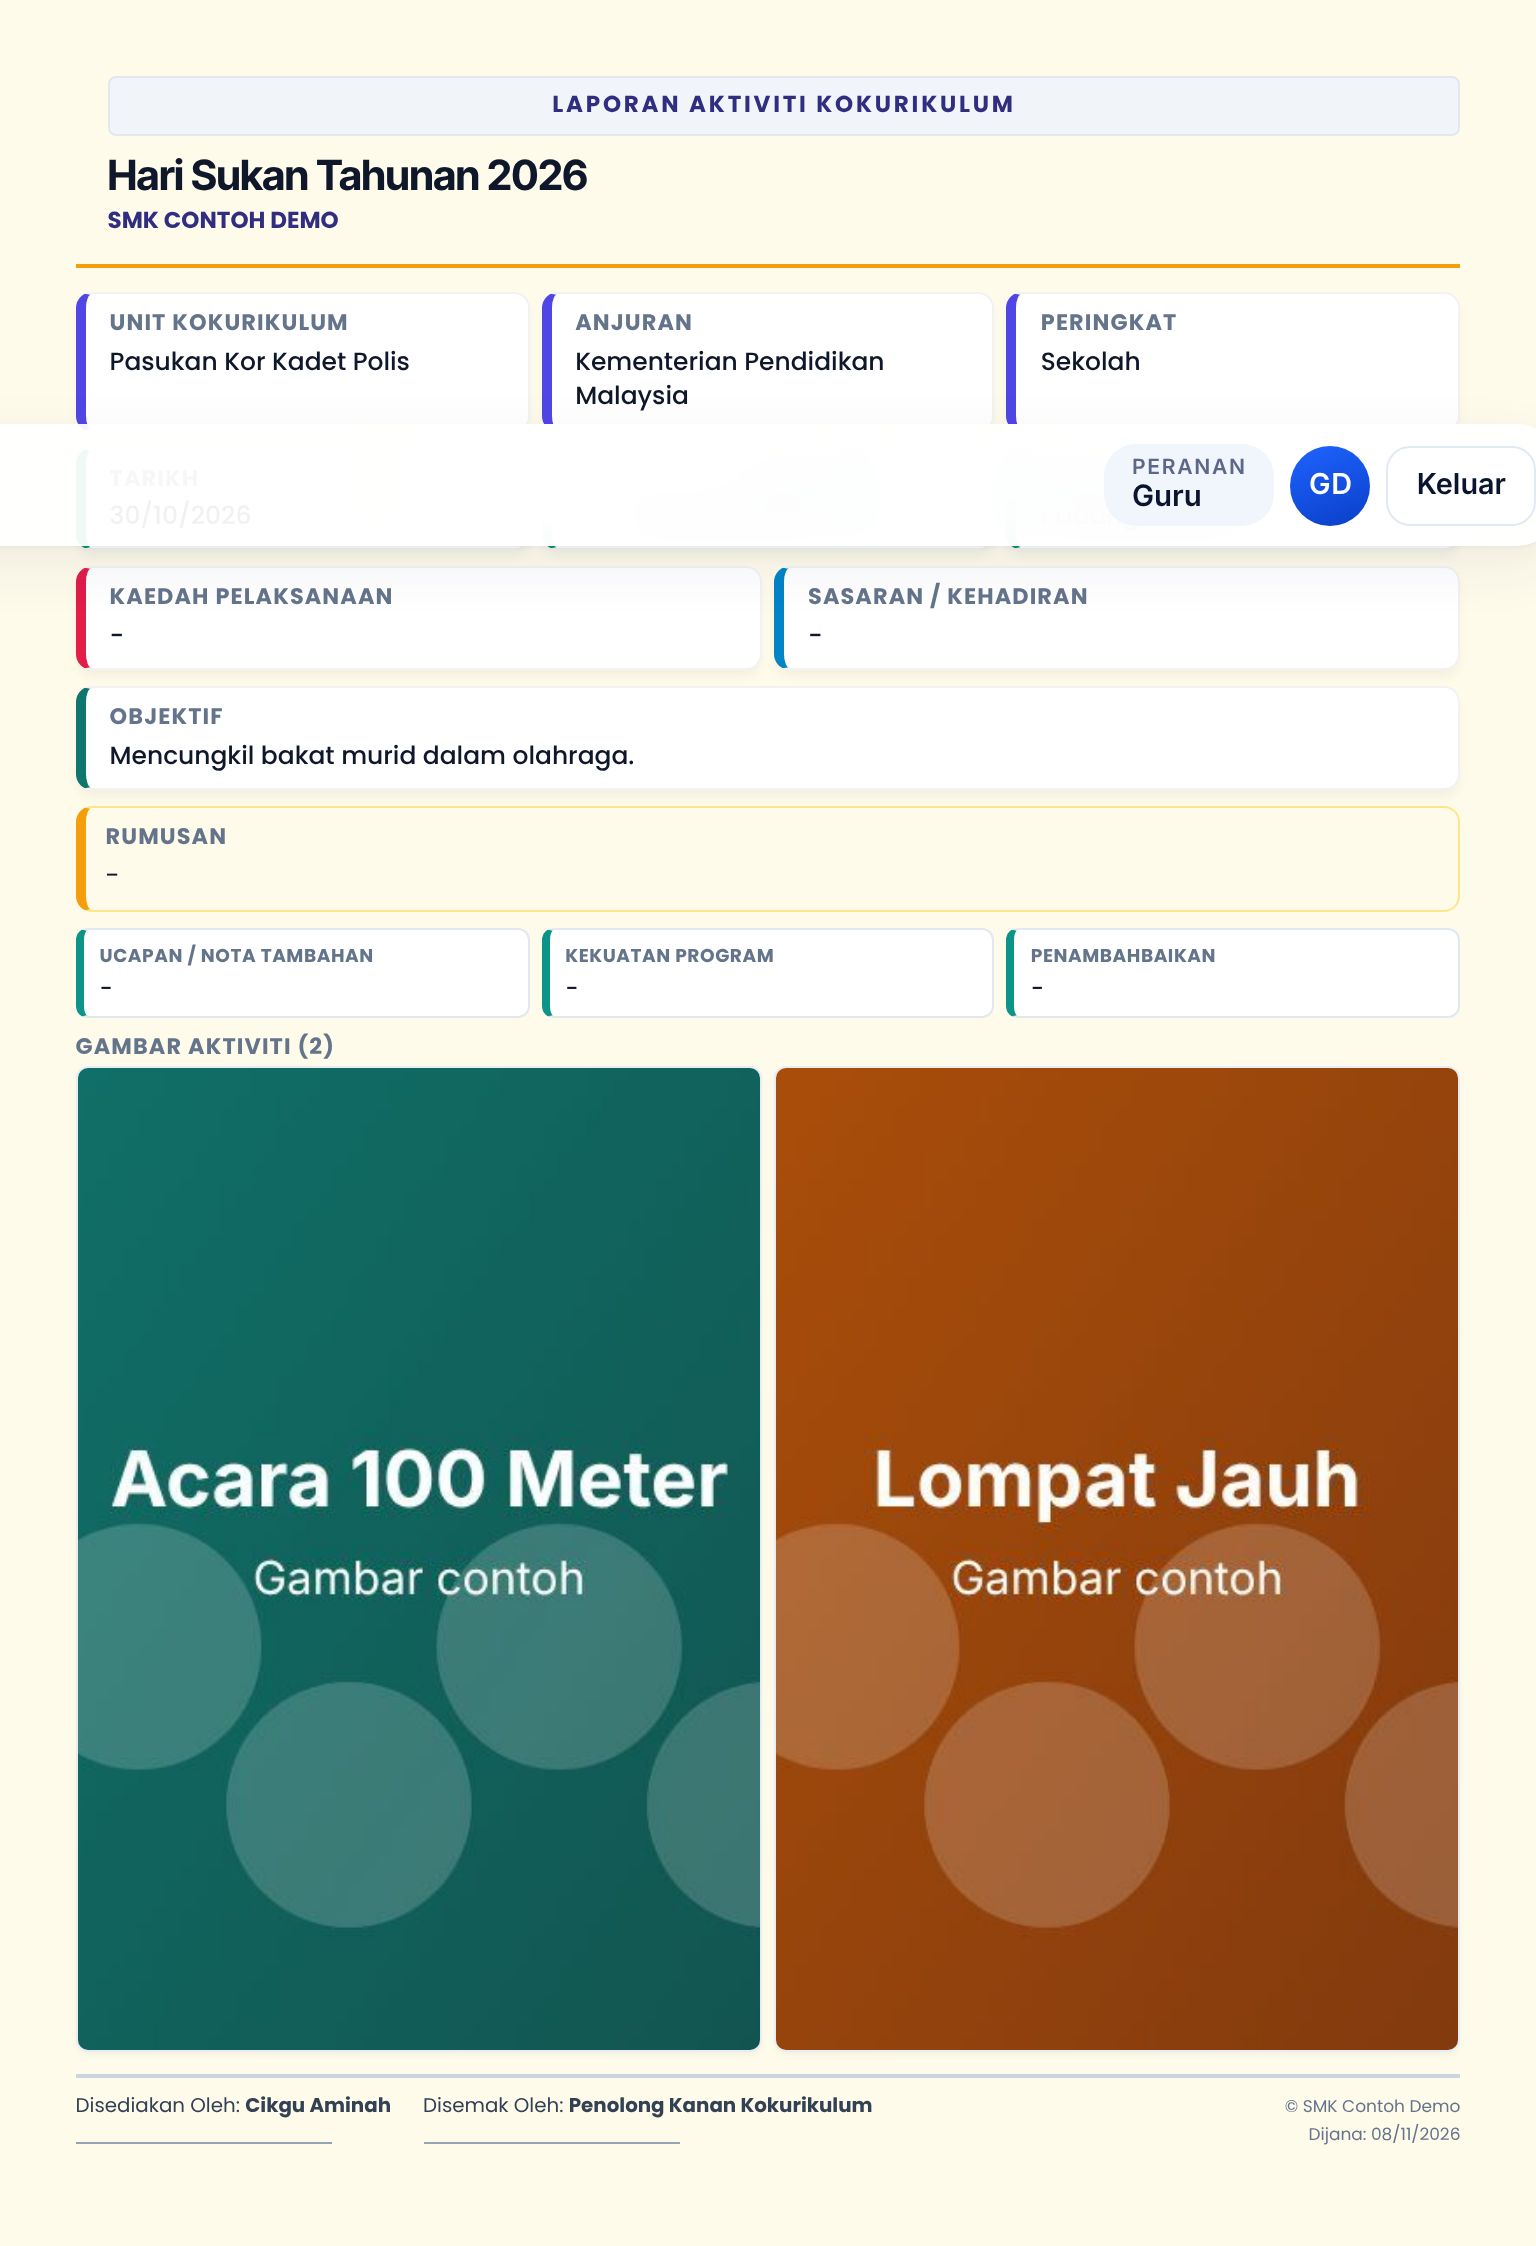 LAPORAN AKTIVITI KOKURIKULUM
Hari Sukan Tahunan 2026
SMK CONTOH DEMO
UNIT KOKURIKULUM
Pasukan Kor Kadet Polis
ANJURAN
Kementerian Pendidikan
Malaysia
PERINGKAT
Sekolah
TARIKH
30/10/2026
PERANAN
Guru
GD
Keluar
KAEDAH PELAKSANAAN
-
SASARAN / KEHADIRAN
-
OBJEKTIF
Mencungkil bakat murid dalam olahraga.
RUMUSAN
-
UCAPAN / NOTA TAMBAHAN
-
KEKUATAN PROGRAM
-
PENAMBAHBAIKAN
-
GAMBAR AKTIVITI (2)
Acara 100 Meter
Gambar contoh
Lompat Jauh
Gambar contoh
Disediakan Oleh: Cikgu Aminah
Disemak Oleh: Penolong Kanan Kokurikulum
© SMK Contoh Demo
Dijana: 08/11/2026